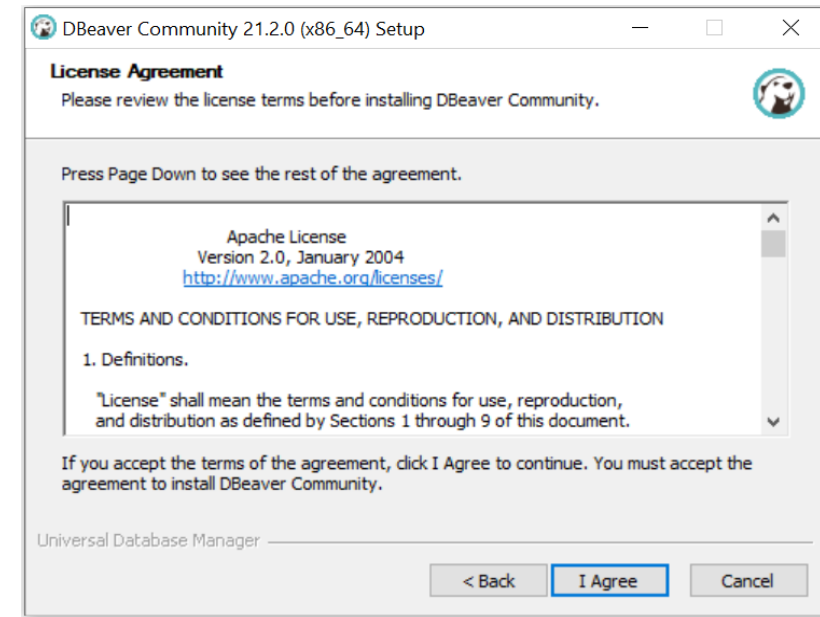 DBeaver Community 21.2.0 (x86_64) Setup
License Agreement
Please review the license terms before installing DBeaver Community.
Press Page Down to see the rest of the agreement.
Apache License
Version 2.0, January 2004
http://www.apache.org/licenses/
TERMS AND CONDITIONS FOR USE, REPRODUCTION, AND DISTRIBUTION
1. Definitions.
"License" shall mean the terms and conditions for use, reproduction,
and distribution as defined by Sections 1 through 9 of this document.
If you accept the terms of the agreement, click I Agree to continue. You must accept the
agreement to install DBeaver Community.
Universal Database Manager
< Back
I Agree
Cancel